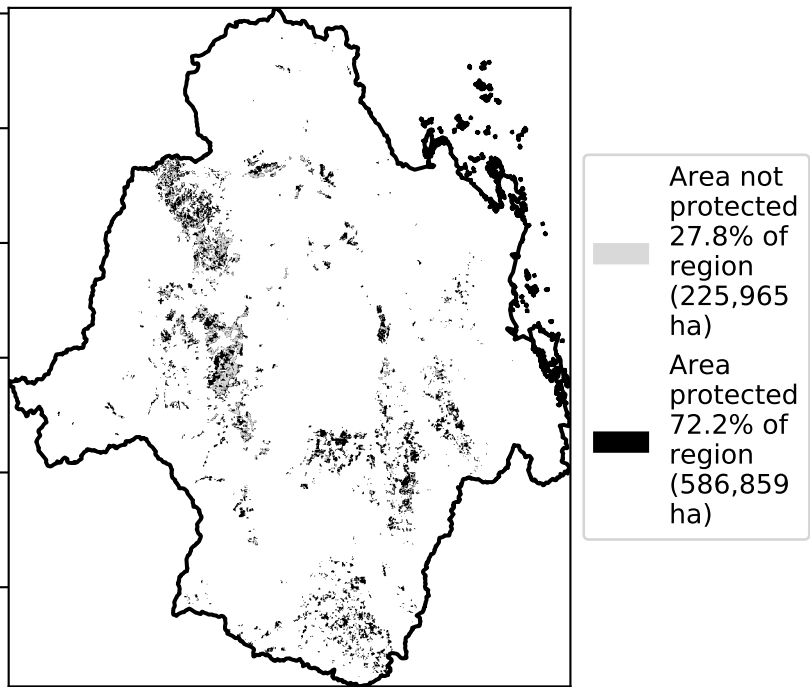 Area not
protected
27.8% of
region
(225,965
ha)
Area
protected
72.2% of
region
(586,859
ha)